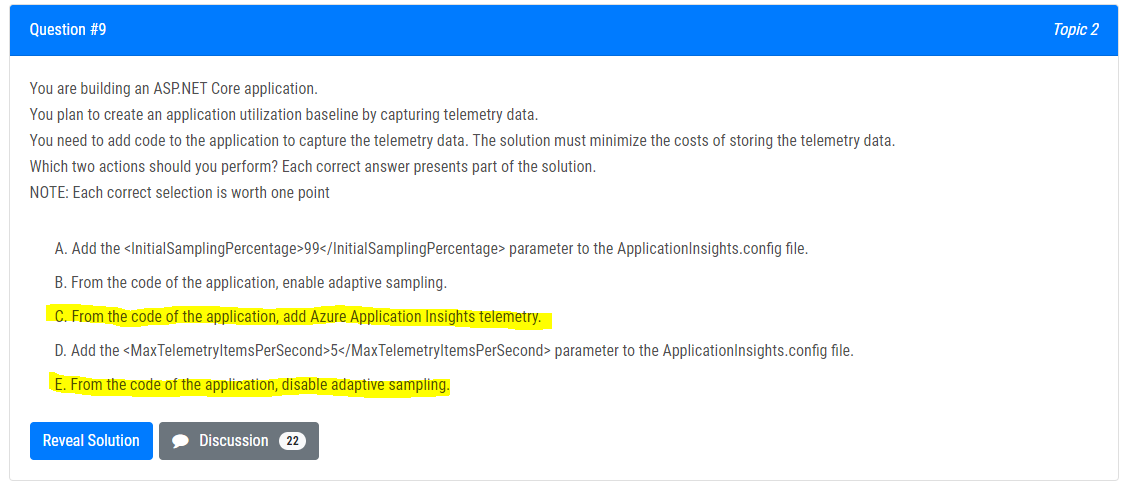 Question #9
Topic 2
You are building an ASP.NET Core application.
You plan to create an application utilization baseline by capturing telemetry data.
You need to add code to the application to capture the telemetry data. The solution must minimize the costs of storing the telemetry data.
Which two actions should you perform? Each correct answer presents part of the solution.
NOTE: Each correct selection is worth one point
A. Add the <InitialSamplingPercentage>99</InitialSamplingPercentage> parameter to the ApplicationInsights.config file.
B. From the code of the application, enable adaptive sampling.
C. From the code of the application, add Azure Application Insights telemetry.
D. Add the <MaxTelemetryItemsPerSecond>5</MaxTelemetryItemsPerSecond> parameter to the ApplicationInsights.config file.
E. From the code of the application, disable adaptive sampling.
Reveal Solution
Discussion 22